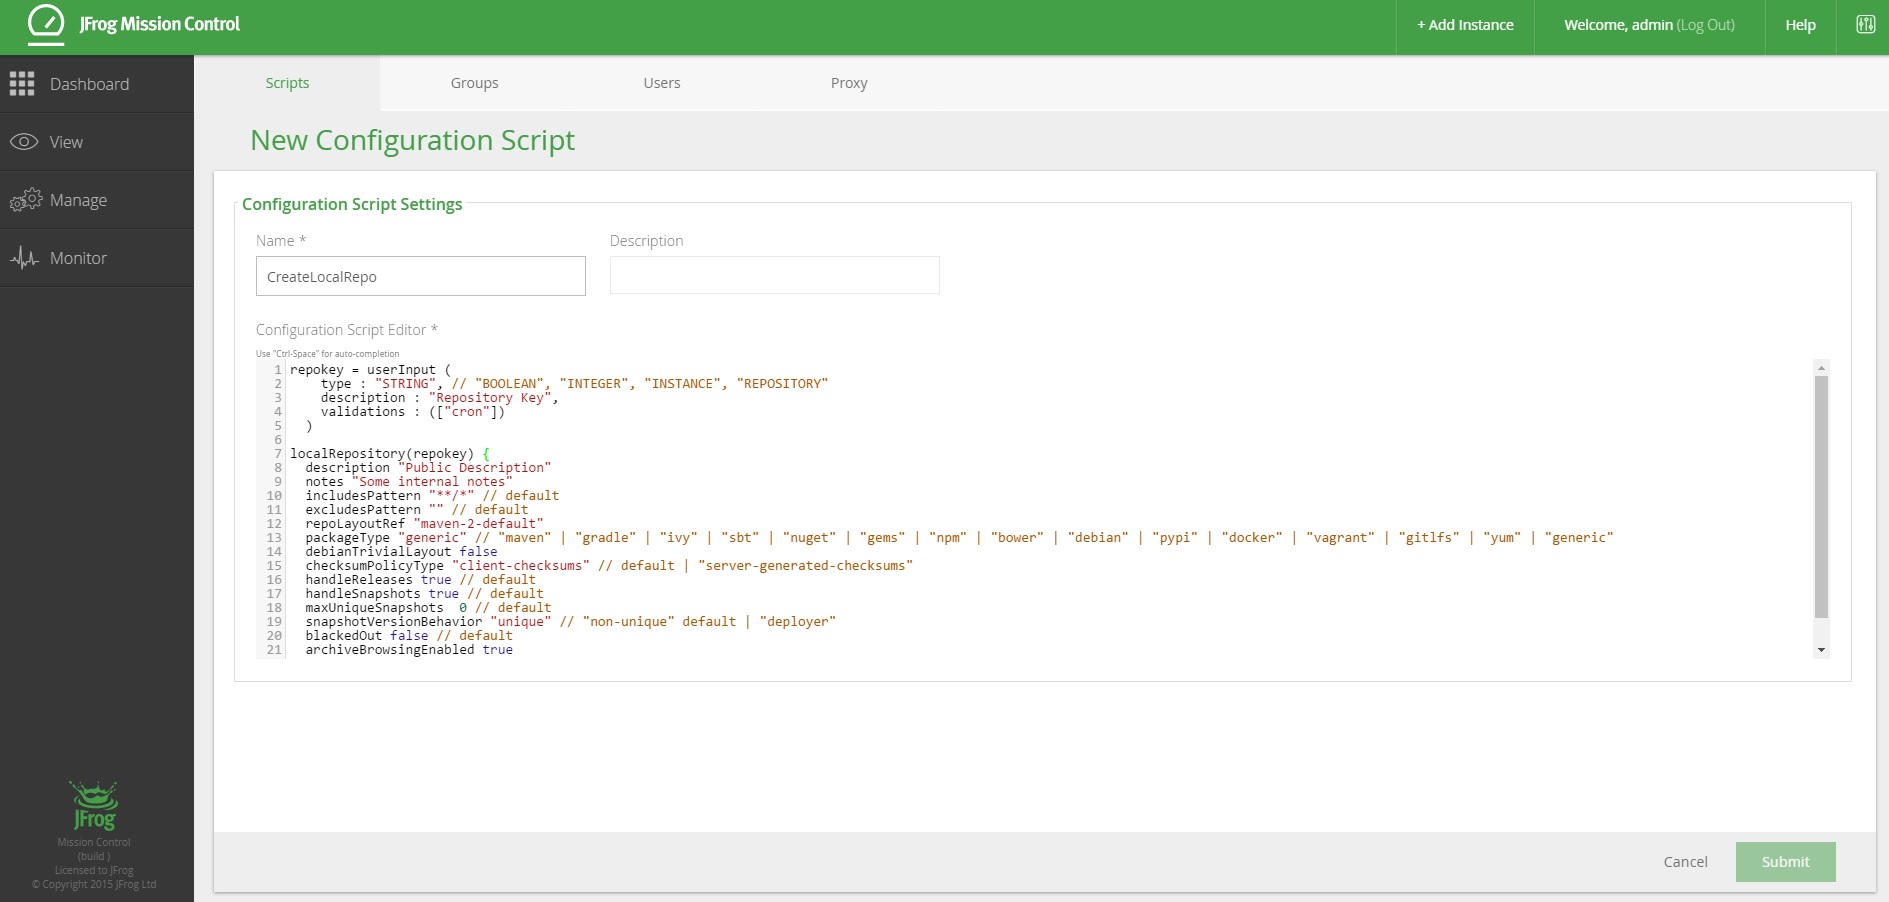 JFrog Mission Control
+ Add Instance
Welcome, admin (Log Out)
Help
Dashboard
View
Manage
Monitor
Scripts
Groups
Users
Proxy
New Configuration Script
Configuration Script Settings
Name *
Description
CreateLocalRepo
Configuration Script Editor *
Use "Ctrl-Space" for auto-completion
1 repokey = userInput (
2     type : "STRING", // "BOOLEAN", "INTEGER", "INSTANCE", "REPOSITORY"
3     description : "Repository Key",
4     validations : (["cron"])
5   )
6
7 localRepository(repokey) {
8   description "Public Description"
9   notes "Some internal notes"
10   includesPattern "**/*" // default
11   excludesPattern "" // default
12   repoLayoutRef "maven-2-default"
13   packageType "generic" // "maven" | "gradle" | "ivy" | "sbt" | "nuget" | "gems" | "npm" | "bower" | "debian" | "pypi" | "docker" | "vagrant" | "gitlfs" | "yum" | "generic"
14   debianTrivialLayout false
15   checksumPolicyType "client-checksums" // default | "server-generated-checksums"
16   handleReleases true // default
17   handleSnapshots true // default
18   maxUniqueSnapshots  0 // default
19   snapshotVersionBehavior "unique" // "non-unique" default | "deployer"
20   blackedOut false // default
21   archiveBrowsingEnabled true
Cancel
Submit
JFrog
Mission Control
(build )
Licensed to JFrog
© Copyright 2015 JFrog Ltd